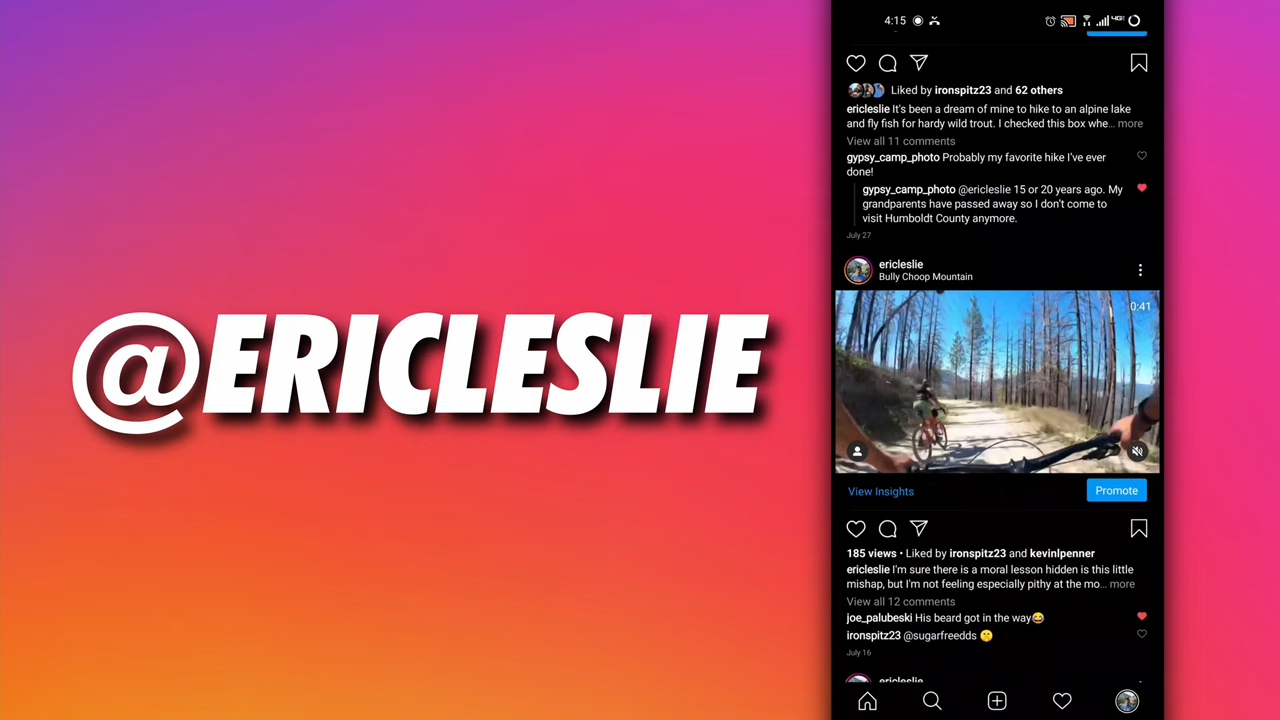 @ERICLESLIE
4:15
4G
Liked by ironspitz23 and 62 others
ericleslie It's been a dream of mine to hike to an alpine lake
and fly fish for hardy wild trout. I checked this box whe... more
View all 11 comments
gypsy_camp_photo Probably my favorite hike I've ever
done!
gypsy_camp_photo @ericleslie 15 or 20 years ago. My
grandparents have passed away so I don't come to
visit Humboldt County anymore.
July 27
ericleslie
Bully Choop Mountain
0:41
View Insights
Promote
185 views • Liked by ironspitz23 and kevinlpenner
ericleslie I'm sure there is a moral lesson hidden is this little
mishap, but I'm not feeling especially pithy at the mo... more
View all 12 comments
joe_palubeski His beard got in the way😂
ironspitz23 @sugarfreedds 🤫
July 16
ericleslie